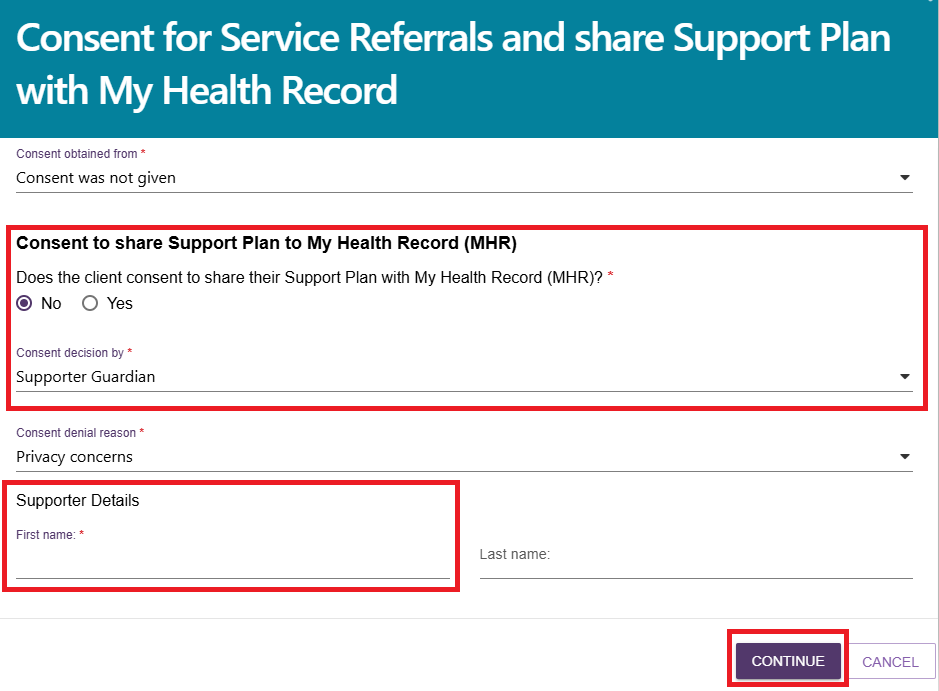 Consent for Service Referrals and share Support Plan
with My Health Record
Consent obtained from *
Consent was not given
Consent to share Support Plan to My Health Record (MHR)
Does the client consent to share their Support Plan with My Health Record (MHR)? *
No Yes
Consent decision by *
Supporter Guardian
Consent denial reason *
Privacy concerns
Supporter Details
First name: *
Last name:
CONTINUE CANCEL